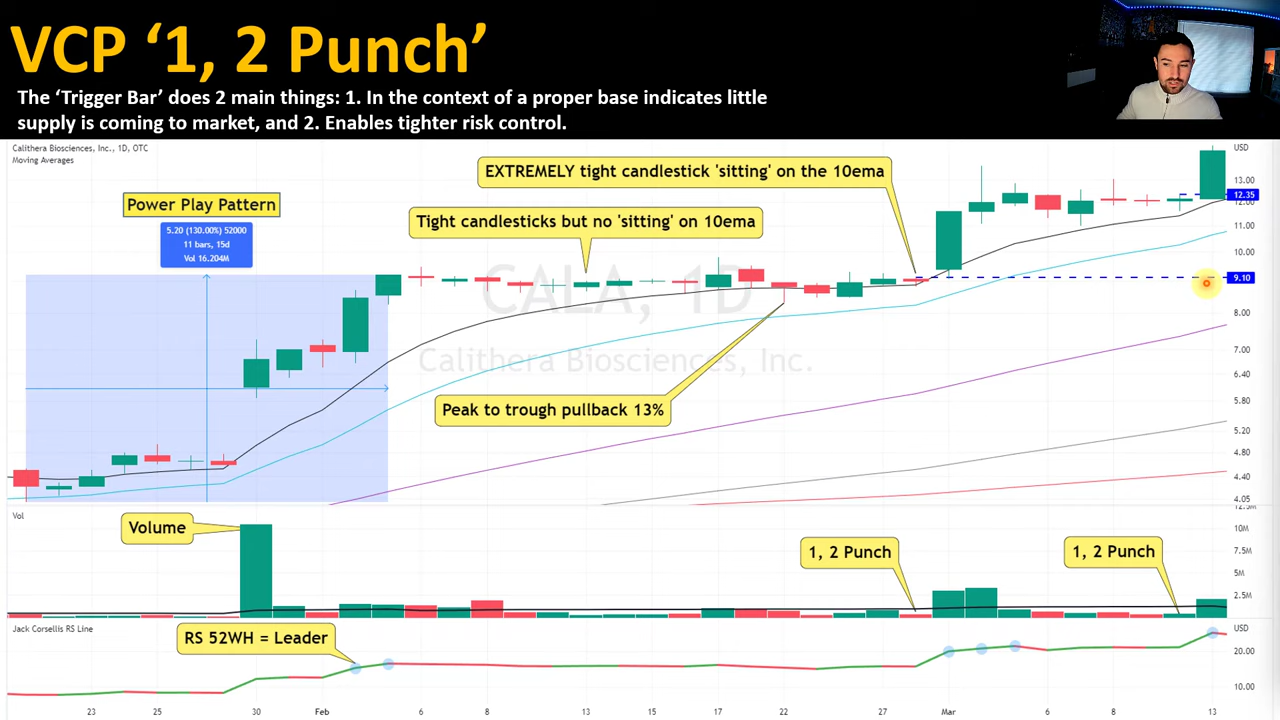 VCP ‘1, 2 Punch’
The ‘Trigger Bar’ does 2 main things: 1. In the context of a proper base indicates little
supply is coming to market, and 2. Enables tighter risk control.
Calithera Biosciences, Inc., 1D, OTC
Moving Averages
USD
EXTREMELY tight candlestick 'sitting' on the 10ema
Power Play Pattern
Tight candlesticks but no 'sitting' on 10ema
5.20 (130.00%) 52000
11 bars, 15d
Vol 16.204M
CALA, 1D
Calithera Biosciences, Inc.
Peak to trough pullback 13%
13.00
12.35
12.00
11.00
10.00
9.10
8.00
7.00
6.40
5.80
5.20
4.80
4.40
4.05
Vol
Volume
1, 2 Punch
1, 2 Punch
12.5M
10M
7.5M
5M
2.5M
Jack Corsellis RS Line
RS 52WH = Leader
USD
20.00
10.00
23 25 30 Feb 6 8 13 15 17 22 27 Mar 6 8 13